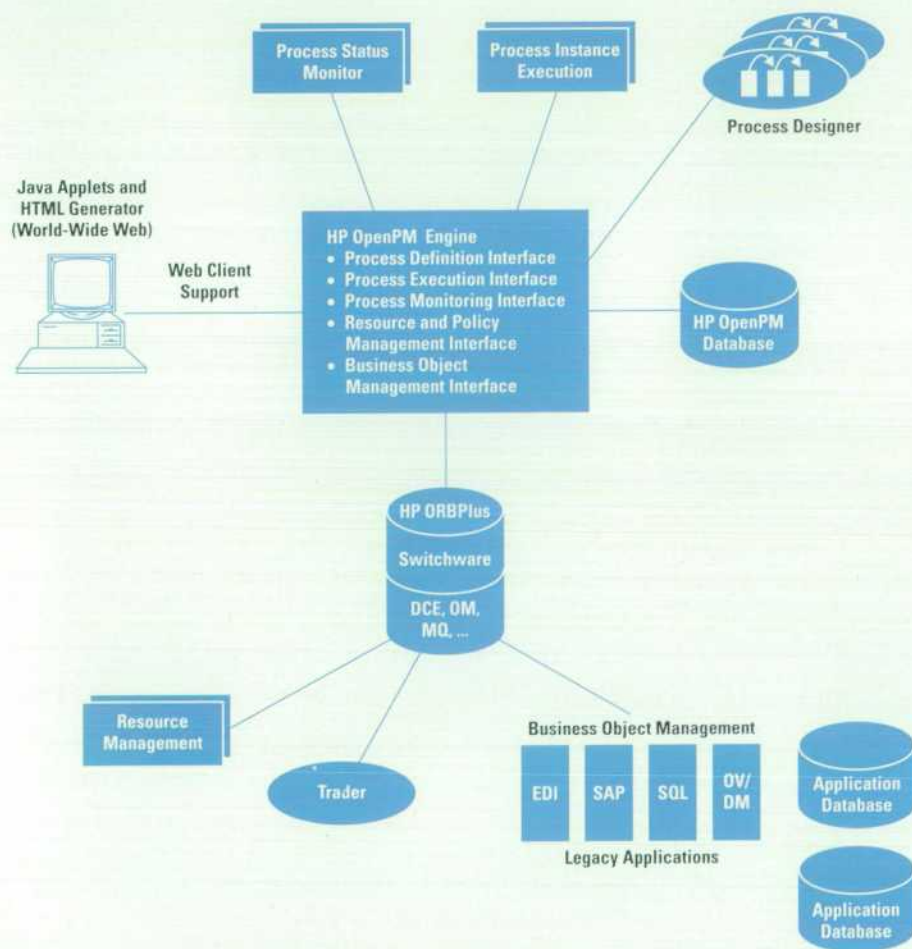 Process Status
Monitor
Process Instance
Execution
Process Designer
Java Applets and
HTML Generator
(World-Wide Web)
Web Client
Support
HP OpenPM Engine
• Process Definition Interface
• Process Execution Interface
• Process Monitoring Interface
• Resource and Policy
Management Interface
• Business Object
Management Interface
HP OpenPM
Database
HP ORBPlus
Switchware
DCE, OM,
MQ, ...
Resource
Management
Trader
Business Object Management
EDI
SAP
SQL
OV/
DM
Legacy Applications
Application
Database
Application
Database